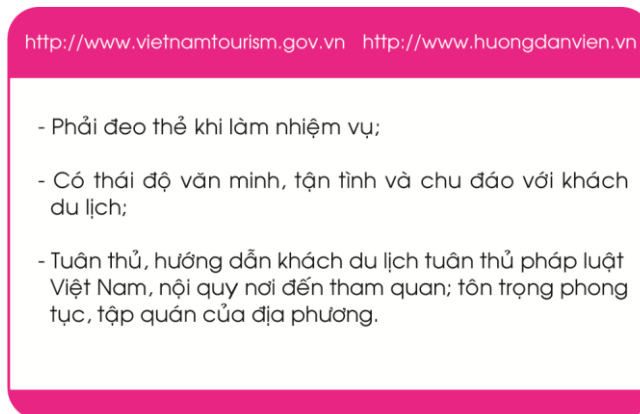 http://www.vietnamtourism.gov.vn http://www.huongdanvien.vn
- Phải đeo thẻ khi làm nhiệm vụ;
- Có thái độ văn minh, tận tình và chu đáo với khách
du lịch;
- Tuân thủ, hướng dẫn khách du lịch tuân thủ pháp luật
Việt Nam, nội quy nơi đến tham quan; tôn trọng phong
tục, tập quán của địa phương.